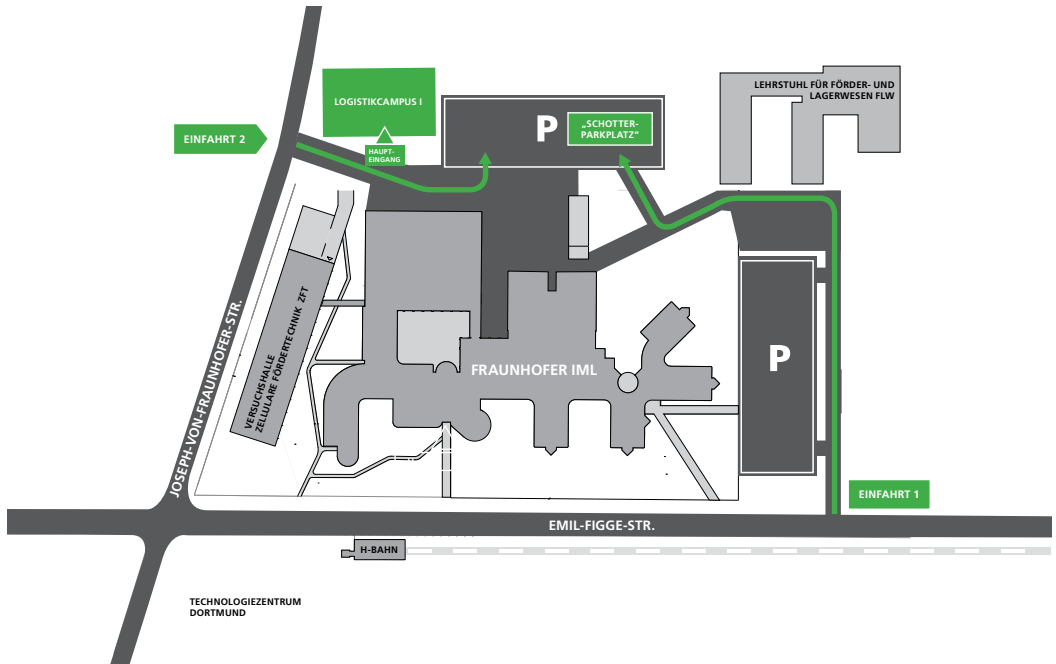 LEHRSTUHL FÜR FÖRDER- UND
LAGERWESEN FLW
LOGISTIKCAMPUS I
P
„SCHOTTER-
PARKPLATZ“
EINFAHRT 2
HAUPT-
EINGANG
JOSEPH-VON-FRAUNHOFER-STR.
VERSUCHSHALLE
ZELLULARE FÖRDERTECHNIK ZFT
FRAUNHOFER IML
P
EINFAHRT 1
EMIL-FIGGE-STR.
H-BAHN
TECHNOLOGIEZENTRUM
DORTMUND